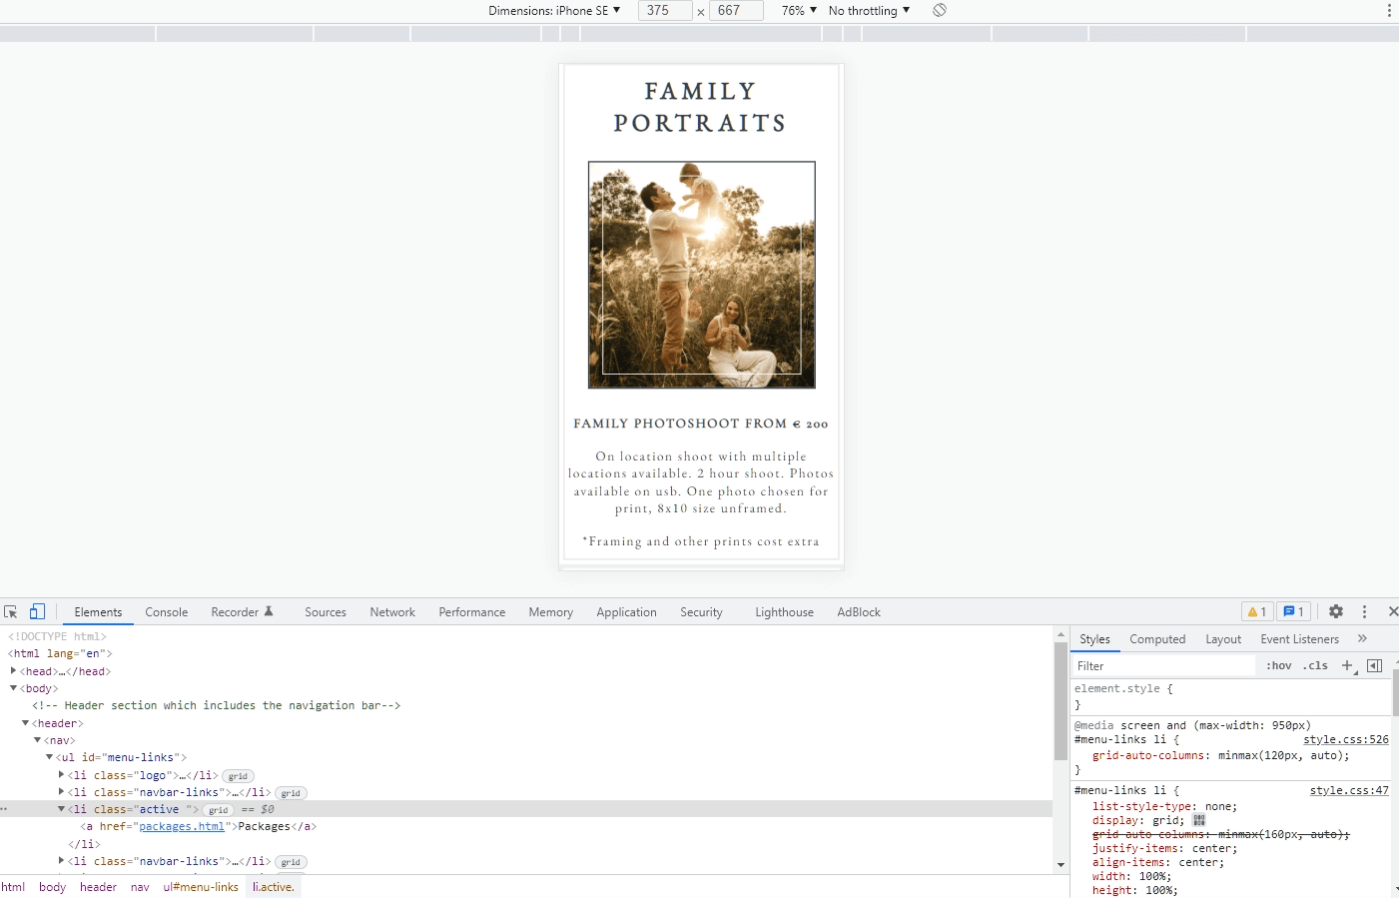 Dimensions: iPhone SE ▼ 375 × 667 76% ▼ No throttling ▼
FAMILY
PORTRAITS
FAMILY PHOTOSHOOT FROM € 200
On location shoot with multiple
locations available. 2 hour shoot. Photos
available on usb. One photo chosen for
print, 8x10 size unframed.
*Framing and other prints cost extra
Elements Console Recorder Sources Network Performance Memory Application Security Lighthouse AdBlock 1 1
<!DOCTYPE html>
<html lang="en">
<head>…</head>
<body>
<!-- Header section which includes the navigation bar-->
<header>
<nav>
<ul id="menu-links">
<li class="logo">…</li> grid
<li class="navbar-links">…</li> grid
<li class="active "> grid == $0
<a href="packages.html">Packages</a>
</li>
<li class="navbar-links">…</li> grid
html body header nav ul#menu-links li.active.
Styles Computed Layout Event Listeners »
Filter :hov .cls +
element.style {
}
@media screen and (max-width: 950px)
#menu-links li { style.css:526
grid-auto-columns: minmax(120px, auto);
}
#menu-links li { style.css:47
list-style-type: none;
display: grid;
grid-auto-columns: minmax(160px, auto);
justify-items: center;
align-items: center;
width: 100%;
height: 100%;